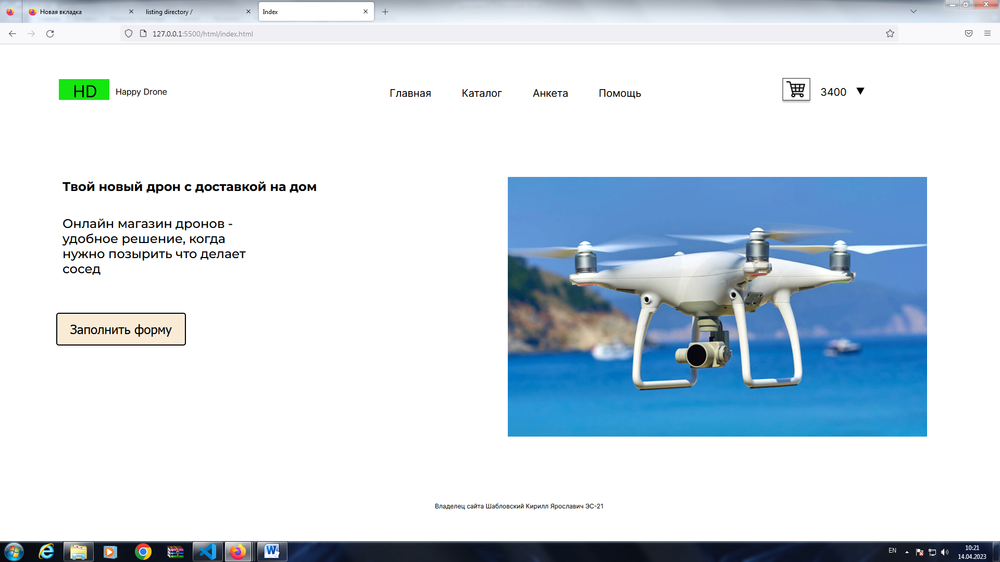 Новая вкладка
listing directory /
Index
127.0.0.1:5500/html/index.html
HD
Happy Drone
Главная
Каталог
Анкета
Помощь
3400
Твой новый дрон с доставкой на дом
Онлайн магазин дронов -
удобное решение, когда
нужно позырить что делает
сосед
Заполнить форму
Владелец сайта Шабловский Кирилл Ярославич ЭС-21
EN
10:21
14.04.2023